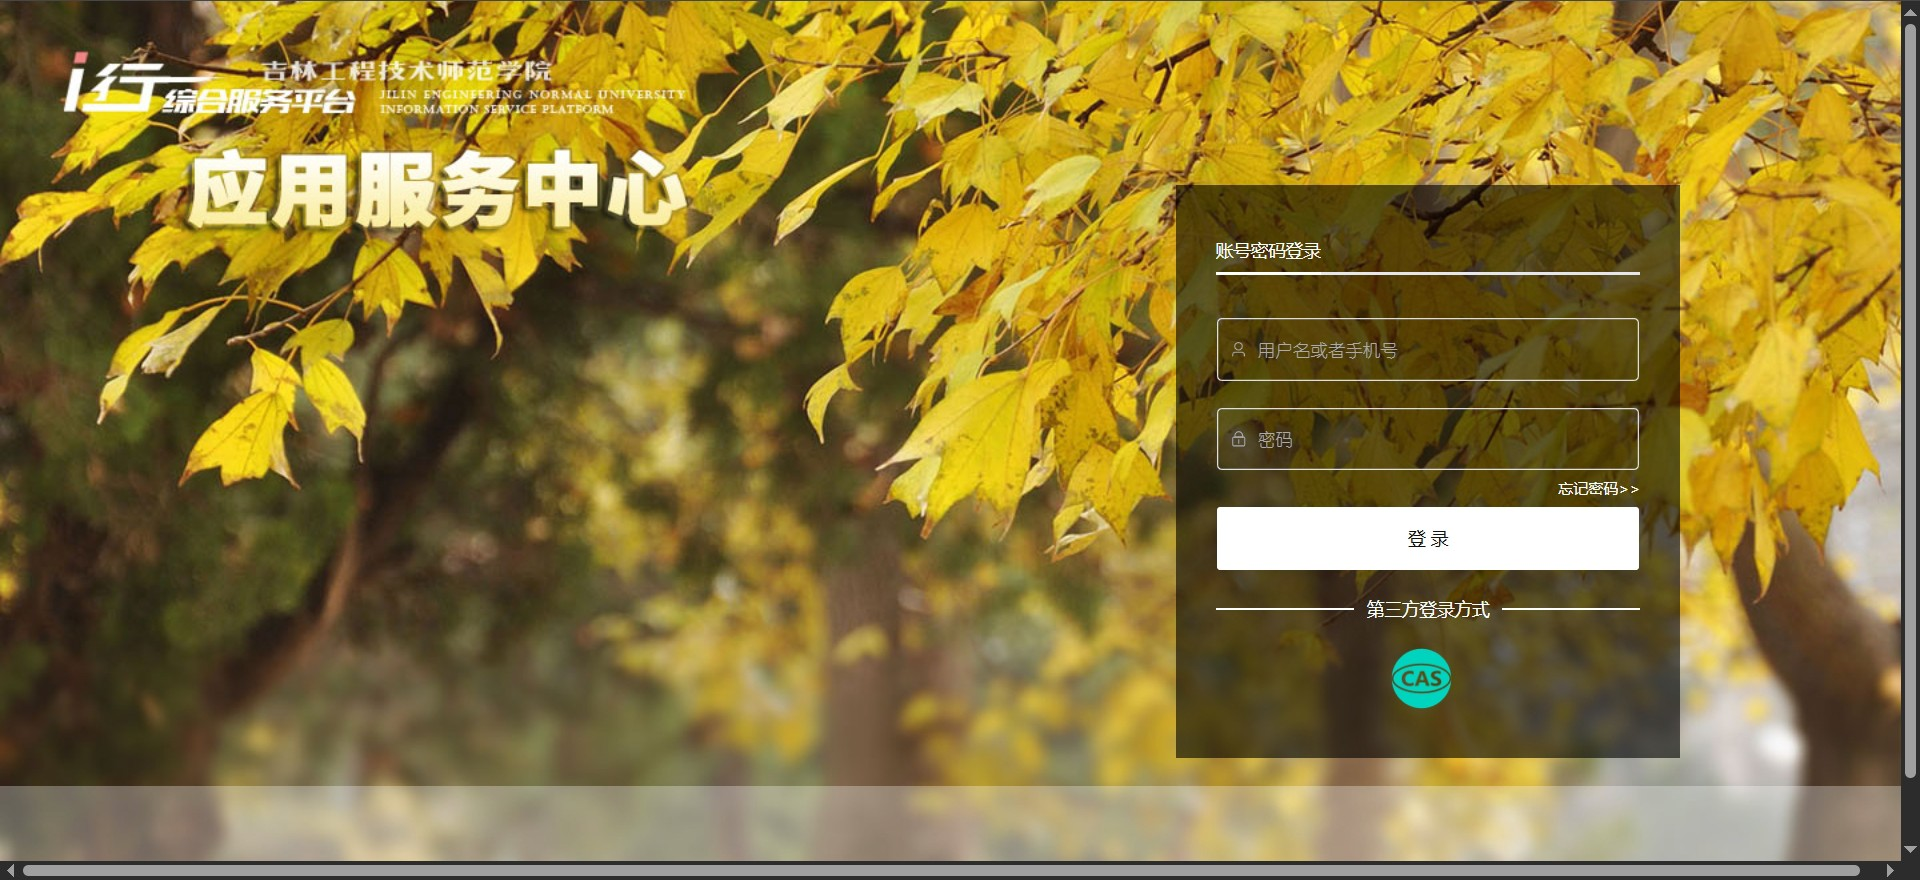 i行综合服务平台
吉林工程技术师范学院
JILIN ENGINEERING NORMAL UNIVERSITY
INFORMATION SERVICE PLATFORM
应用服务中心
账号密码登录
用户名或者手机号
密码
忘记密码>>
登 录
第三方登录方式
CAS